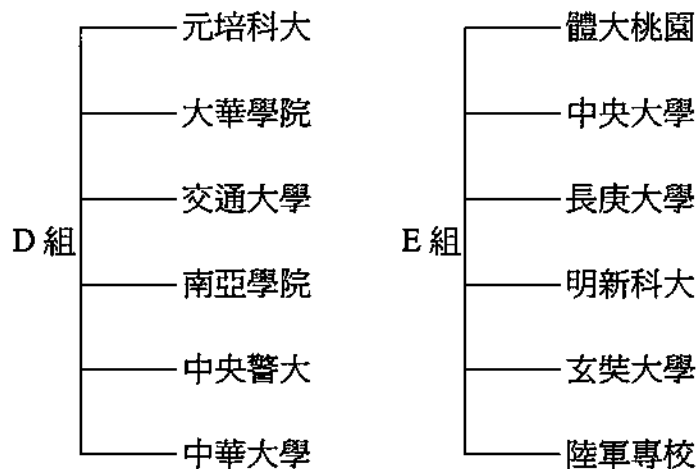 D組
元培科大
大華學院
交通大學
南亞學院
中央警大
中華大學
E組
體大桃園
中央大學
長庚大學
明新科大
玄奘大學
陸軍專校